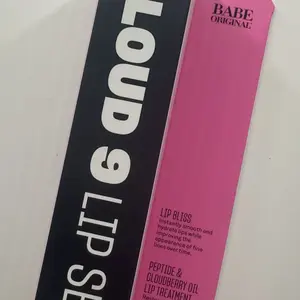 BABE
ORIGINAL
LOUD 9 LIP SE
LIP BLISS.
Instantly smooth and
hydrate lips while
improving the
appearance of fine
lines over time.
PEPTIDE &
CLOUDBERRY OIL
LIP TREATMENT